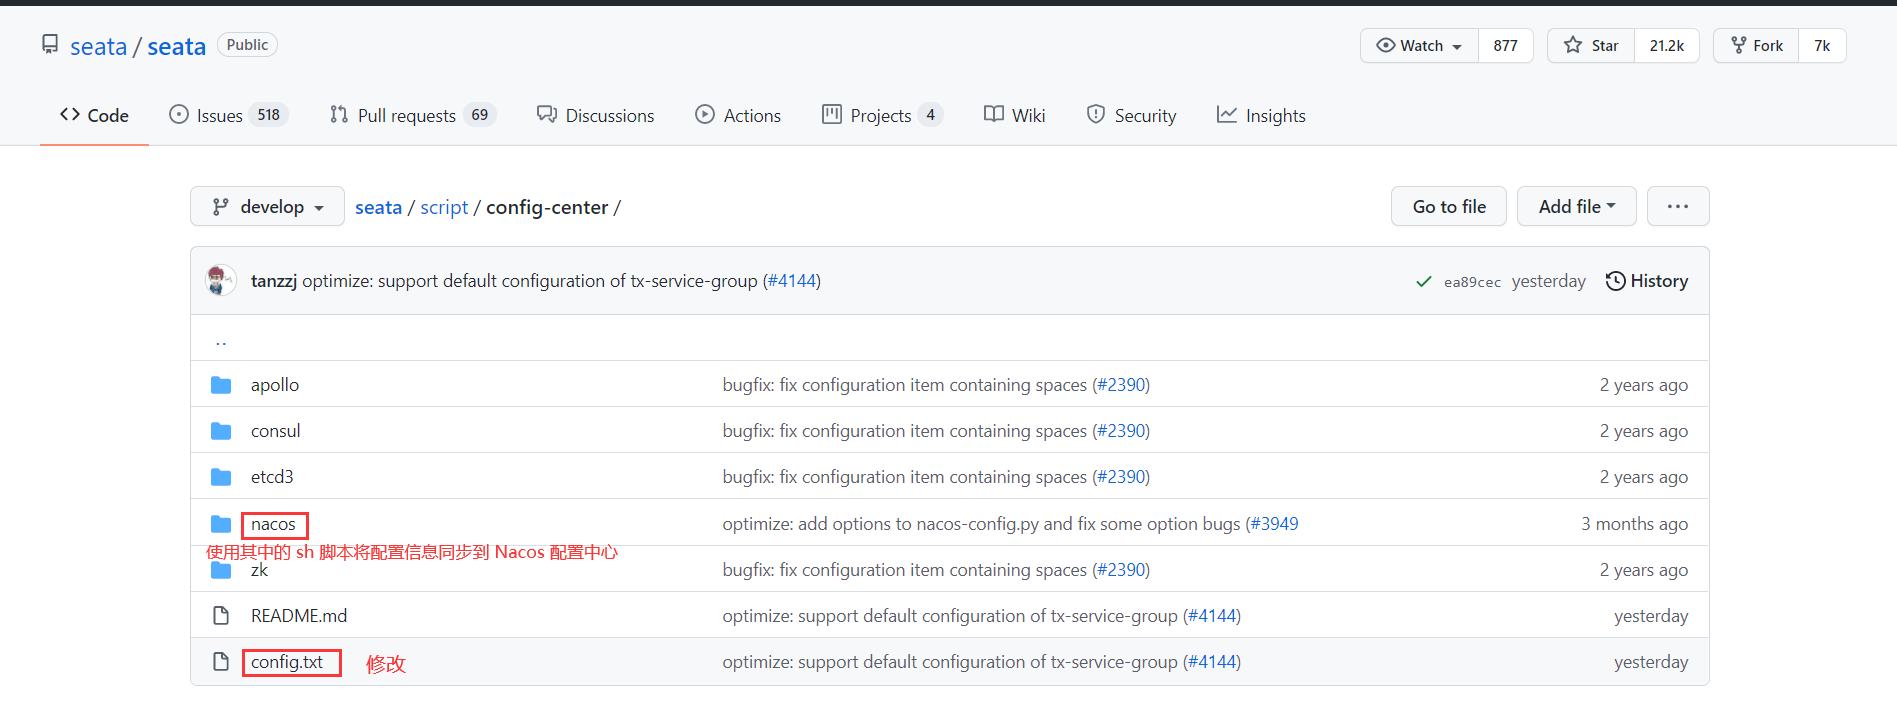 seata / seata Public Watch 877 Star 21.2k Fork 7k
Code Issues 518 Pull requests 69 Discussions Actions Projects 4 Wiki Security Insights
develop seata / script / config-center / Go to file Add file ···
tanzzj optimize: support default configuration of tx-service-group (#4144) ea89cec yesterday History
..
apollo bugfix: fix configuration item containing spaces (#2390) 2 years ago
consul bugfix: fix configuration item containing spaces (#2390) 2 years ago
etcd3 bugfix: fix configuration item containing spaces (#2390) 2 years ago
nacos optimize: add options to nacos-config.py and fix some option bugs (#3949 3 months ago
使用其中的 sh 脚本将配置信息同步到 Nacos 配置中心
zk bugfix: fix configuration item containing spaces (#2390) 2 years ago
README.md optimize: support default configuration of tx-service-group (#4144) yesterday
config.txt 修改 optimize: support default configuration of tx-service-group (#4144) yesterday